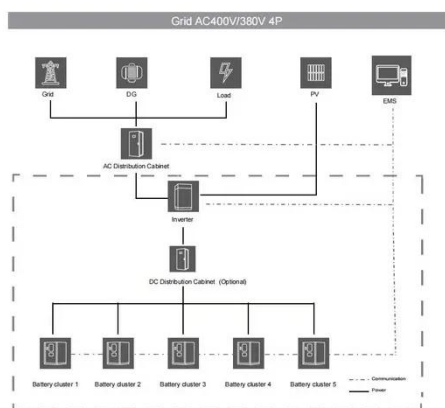 Grid AC400V/380V 4P
Grid
DG
Load
PV
EMS
AC Distribution Cabinet
Inverter
DC Distribution Cabinet (Optional)
Battery cluster 1
Battery cluster 2
Battery cluster 3
Battery cluster 4
Battery cluster 5
Communication
Power